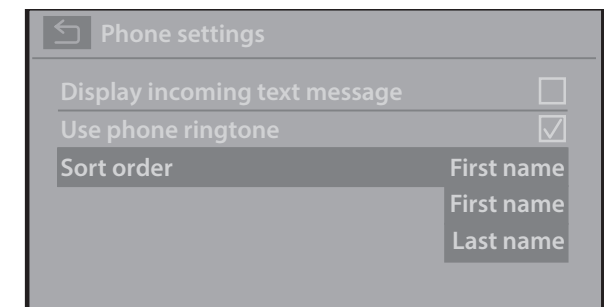 Phone settings
Display incoming text message
Use phone ringtone
Sort order First name
First name
Last name